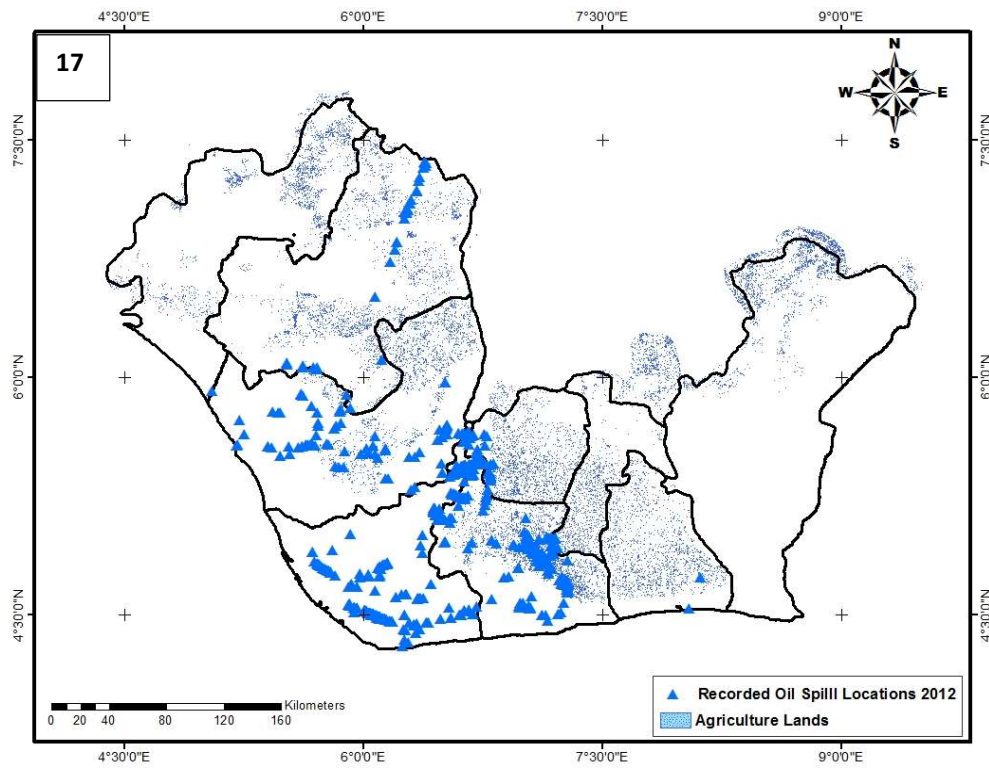 4°30'0"E 6°0'0"E 7°30'0"E 9°0'0"E
17
N
W E
S
7°30'0"N 7°30'0"N
6°0'0"N 6°0'0"N
4°30'0"N 4°30'0"N
Recorded Oil Spilll Locations 2012
Agriculture Lands
Kilometers
0 20 40 80 120 160
4°30'0"E 6°0'0"E 7°30'0"E 9°0'0"E